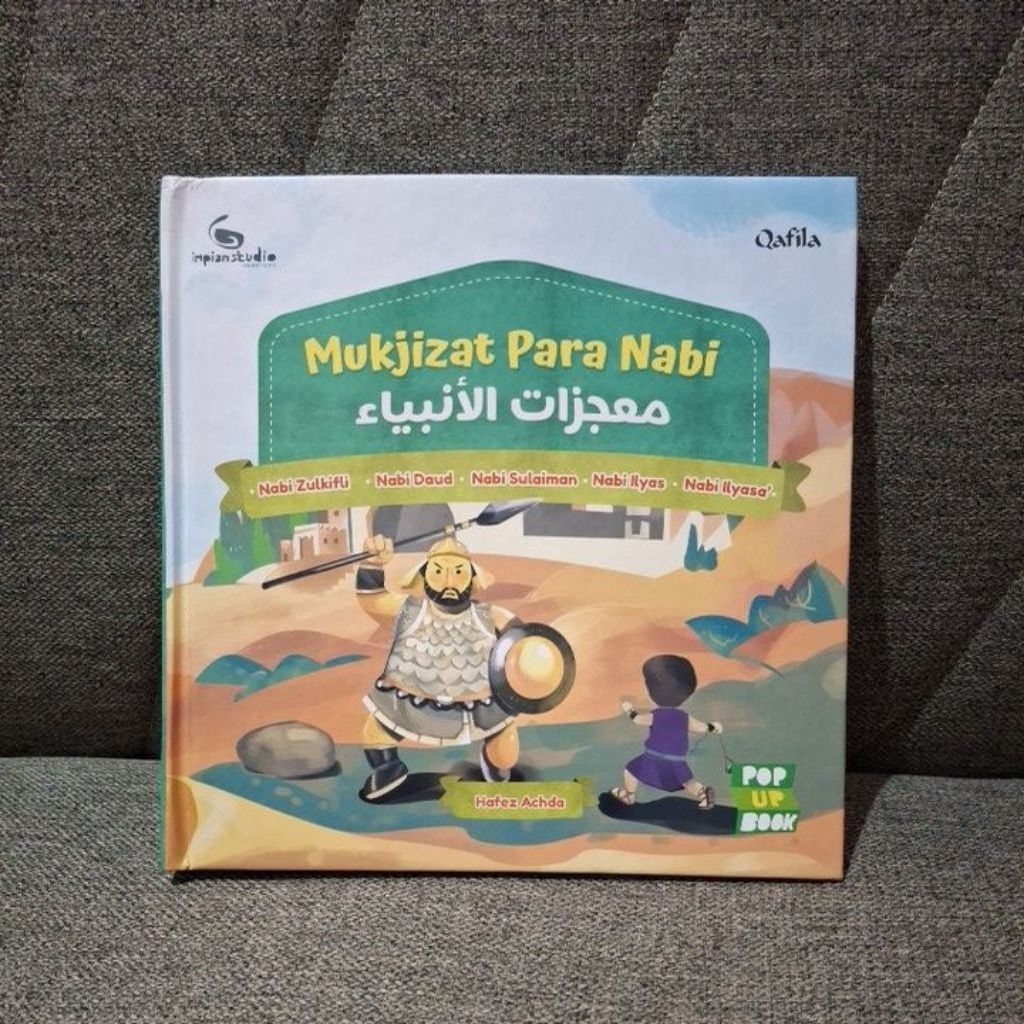 impianstudio
Qafila
Mukjizat Para Nabi
معجزات الأنبياء
• Nabi Zulkifli • Nabi Daud • Nabi Sulaiman • Nabi Ilyas • Nabi Ilyasa' •
Hafez Achda
POP
UP
BOOK